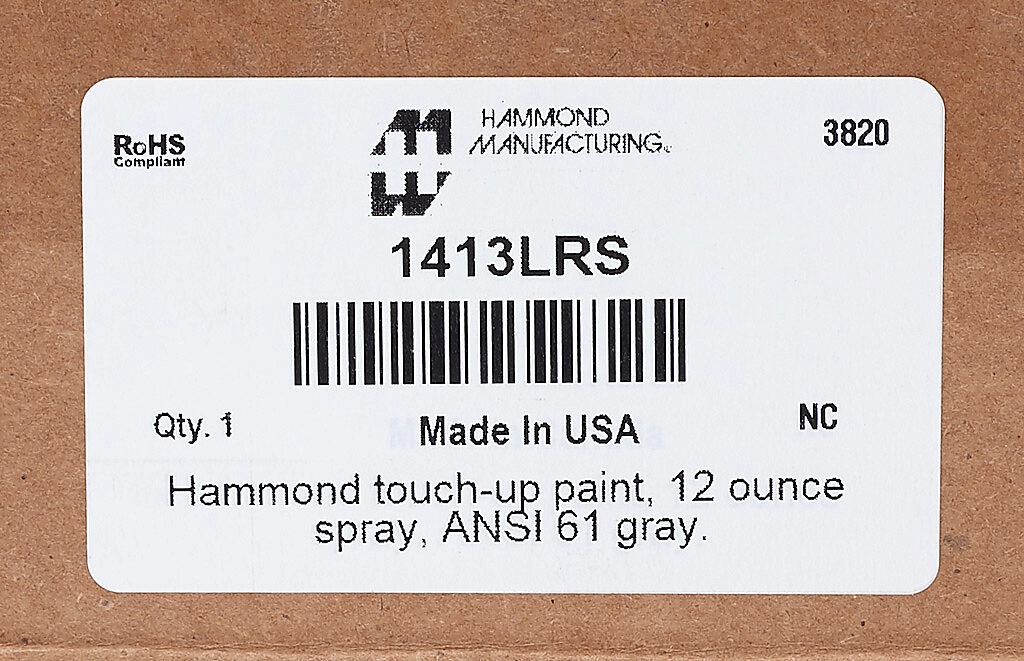 RoHS
Compliant
HAMMOND
MANUFACTURING
3820
1413LRS
Qty. 1
Made In USA
NC
Hammond touch-up paint, 12 ounce
spray, ANSI 61 gray.